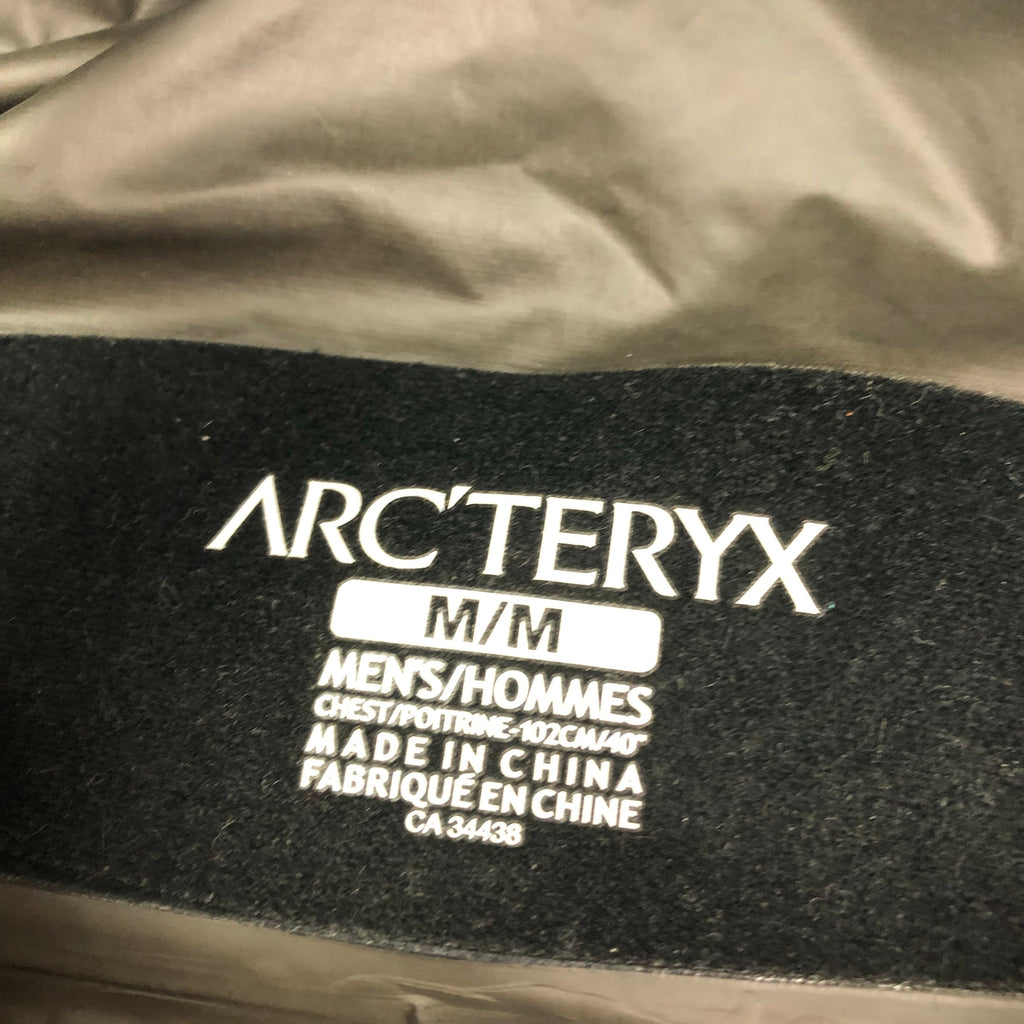 ARC'TERYX
M/M
MEN'S/HOMMES
CHEST/POITRINE-102CM/40"
MADE IN CHINA
FABRIQUÉ EN CHINE
CA 34438